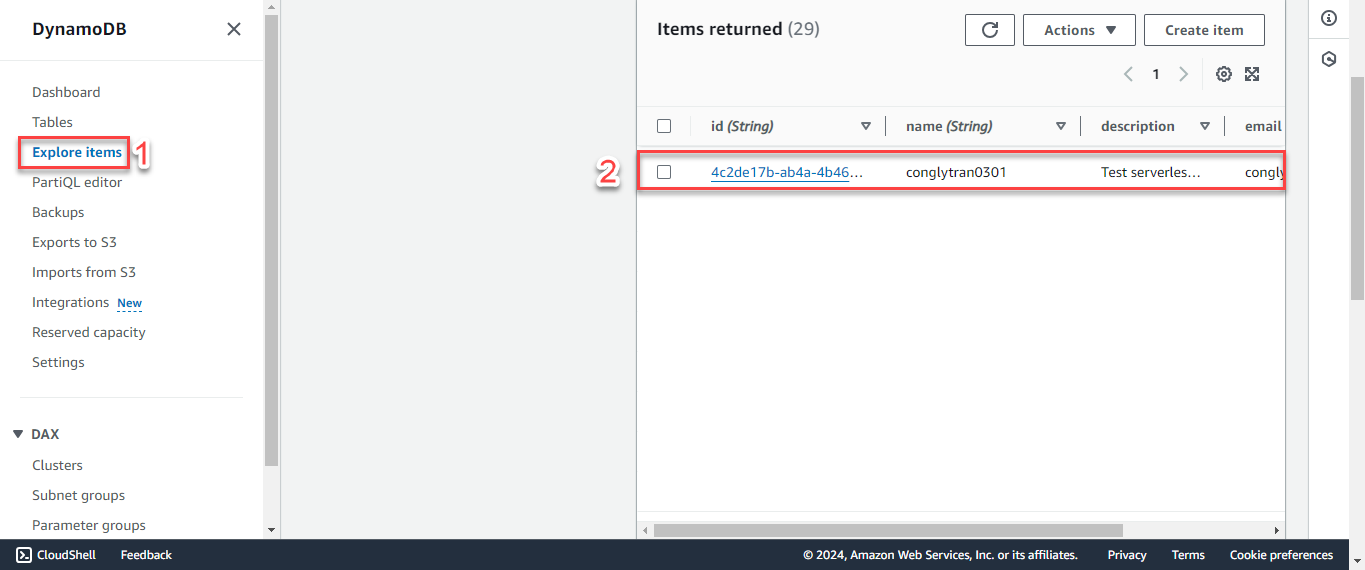 DynamoDB
Dashboard
Tables
Explore items 1
PartiQL editor
Backups
Exports to S3
Imports from S3
Integrations New
Reserved capacity
Settings
DAX
Clusters
Subnet groups
Parameter groups
Items returned (29)
Actions
Create item
1
id (String) name (String) description email
2 4c2de17b-ab4a-4b46... conglytran0301 Test serverles... congly
CloudShell Feedback © 2024, Amazon Web Services, Inc. or its affiliates. Privacy Terms Cookie preferences